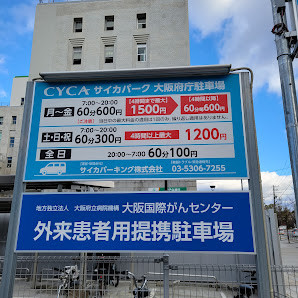 CYCA サイカパーク 大阪府庁駐車場
月～金 7:00～20:00 60分600円 【4時間まで最大】 1500円 【4時間以降】 60分毎600円
土・日・祝 7:00～20:00 60分300円 4時間以上最大 1200円
全日 20:00～7:00 60分100円
サイカパーキング株式会社 03-5306-7255
地方独立行政法人 大阪府立病院機構 大阪国際がんセンター
外来患者用提携駐車場